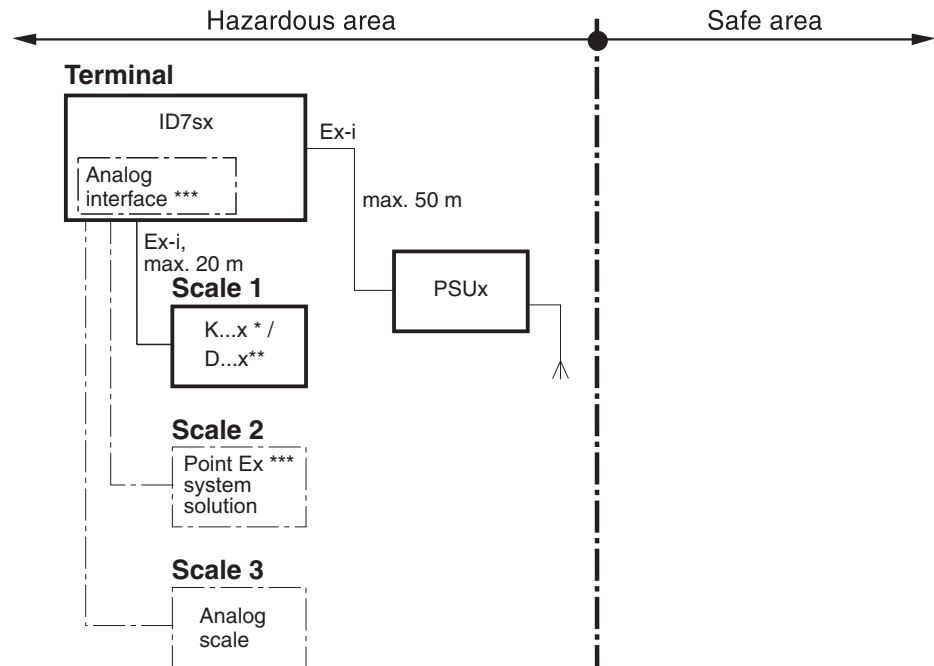 Hazardous area
Safe area
Terminal
ID7sx
Analog
interface ***
Ex-i
max. 50 m
Ex-i,
max. 20 m
PSUx
Scale 1
K...x * /
D...x**
Scale 2
Point Ex ***
system
solution
Scale 3
Analog
scale